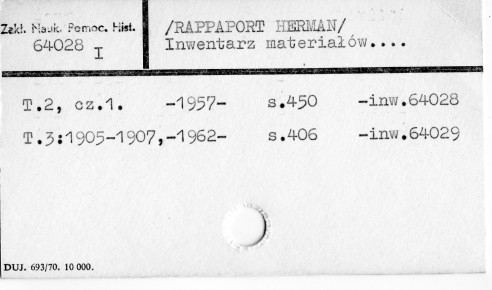 Zakł. Nauk. Pomoc. Hist.
64028 I
/RAPPAPORT HERMAN/
Inwentarz materiałów....
T.2, cz.1. -1957- s.450 -inw.64028
T.3:1905-1907,-1962- s.406 -inw.64029
DUJ. 693/70. 10 000.